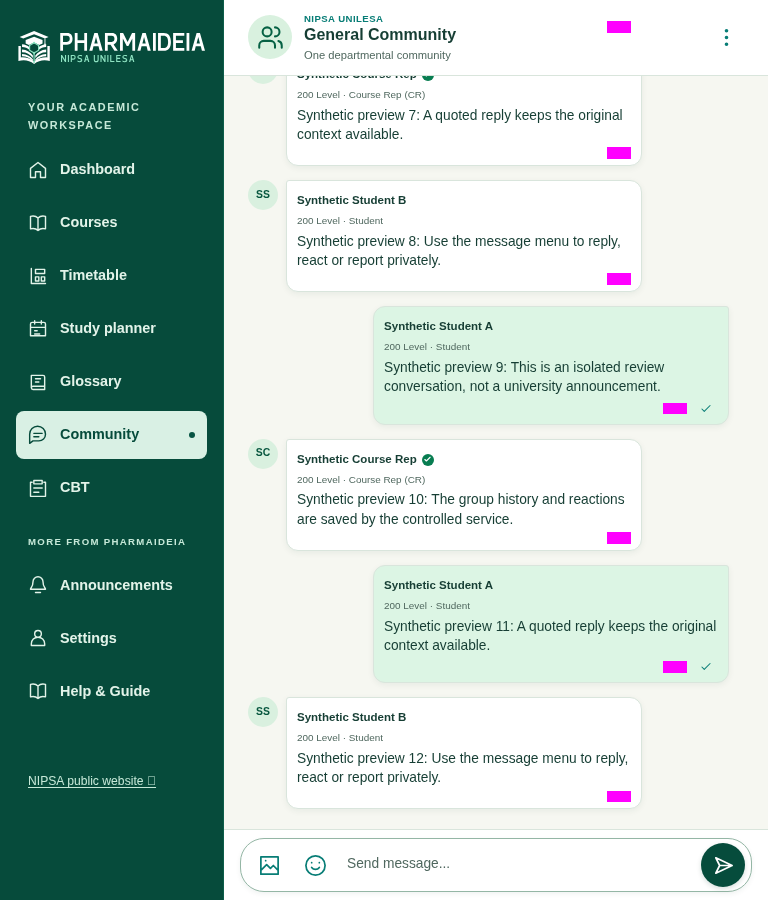 PHARMAIDEIA
NIPSA UNILESA
YOUR ACADEMIC
WORKSPACE
Dashboard
Courses
Timetable
Study planner
Glossary
Community
CBT
MORE FROM PHARMAIDEIA
Announcements
Settings
Help & Guide
NIPSA public website
NIPSA UNILESA
General Community
One departmental community
Synthetic Course Rep
200 Level · Course Rep (CR)
Synthetic preview 7: A quoted reply keeps the original
context available.
SS
Synthetic Student B
200 Level · Student
Synthetic preview 8: Use the message menu to reply,
react or report privately.
Synthetic Student A
200 Level · Student
Synthetic preview 9: This is an isolated review
conversation, not a university announcement.
SC
Synthetic Course Rep
200 Level · Course Rep (CR)
Synthetic preview 10: The group history and reactions
are saved by the controlled service.
Synthetic Student A
200 Level · Student
Synthetic preview 11: A quoted reply keeps the original
context available.
SS
Synthetic Student B
200 Level · Student
Synthetic preview 12: Use the message menu to reply,
react or report privately.
Send message...